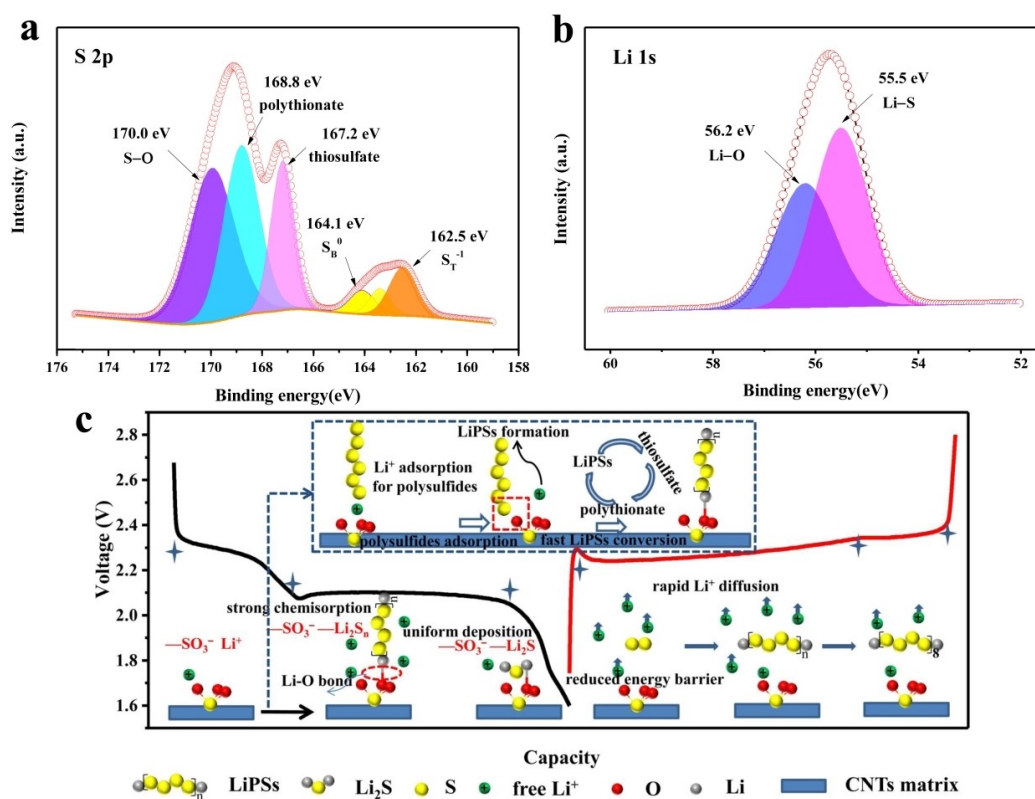 a
S 2p
168.8 eV
polythionate
170.0 eV
S–O
167.2 eV
thiosulfate
164.1 eV
S_B^0
162.5 eV
S_T^-1
Intensity (a.u.)
176 174 172 170 168 166 164 162 160 158
Binding energy(eV)
b
Li 1s
55.5 eV
Li–S
56.2 eV
Li–O
Intensity (a.u.)
60 58 56 54 52
Binding energy(eV)
c
2.8
2.6
2.4
2.2
2.0
1.8
1.6
Voltage (V)
LiPSs formation
Li⁺ adsorption
for polysulfides
LiPSs
thiosulfate
polythionate
n
polysulfides adsorption
fast LiPSs conversion
strong chemisorption
n
—SO₃⁻ —Li₂Sₙ
uniform deposition
—SO₃⁻ —Li₂S
—SO₃⁻ Li⁺
Li-O bond
rapid Li⁺ diffusion
n
8
reduced energy barrier
Capacity
n
LiPSs Li₂S S free Li⁺ O Li CNTs matrix